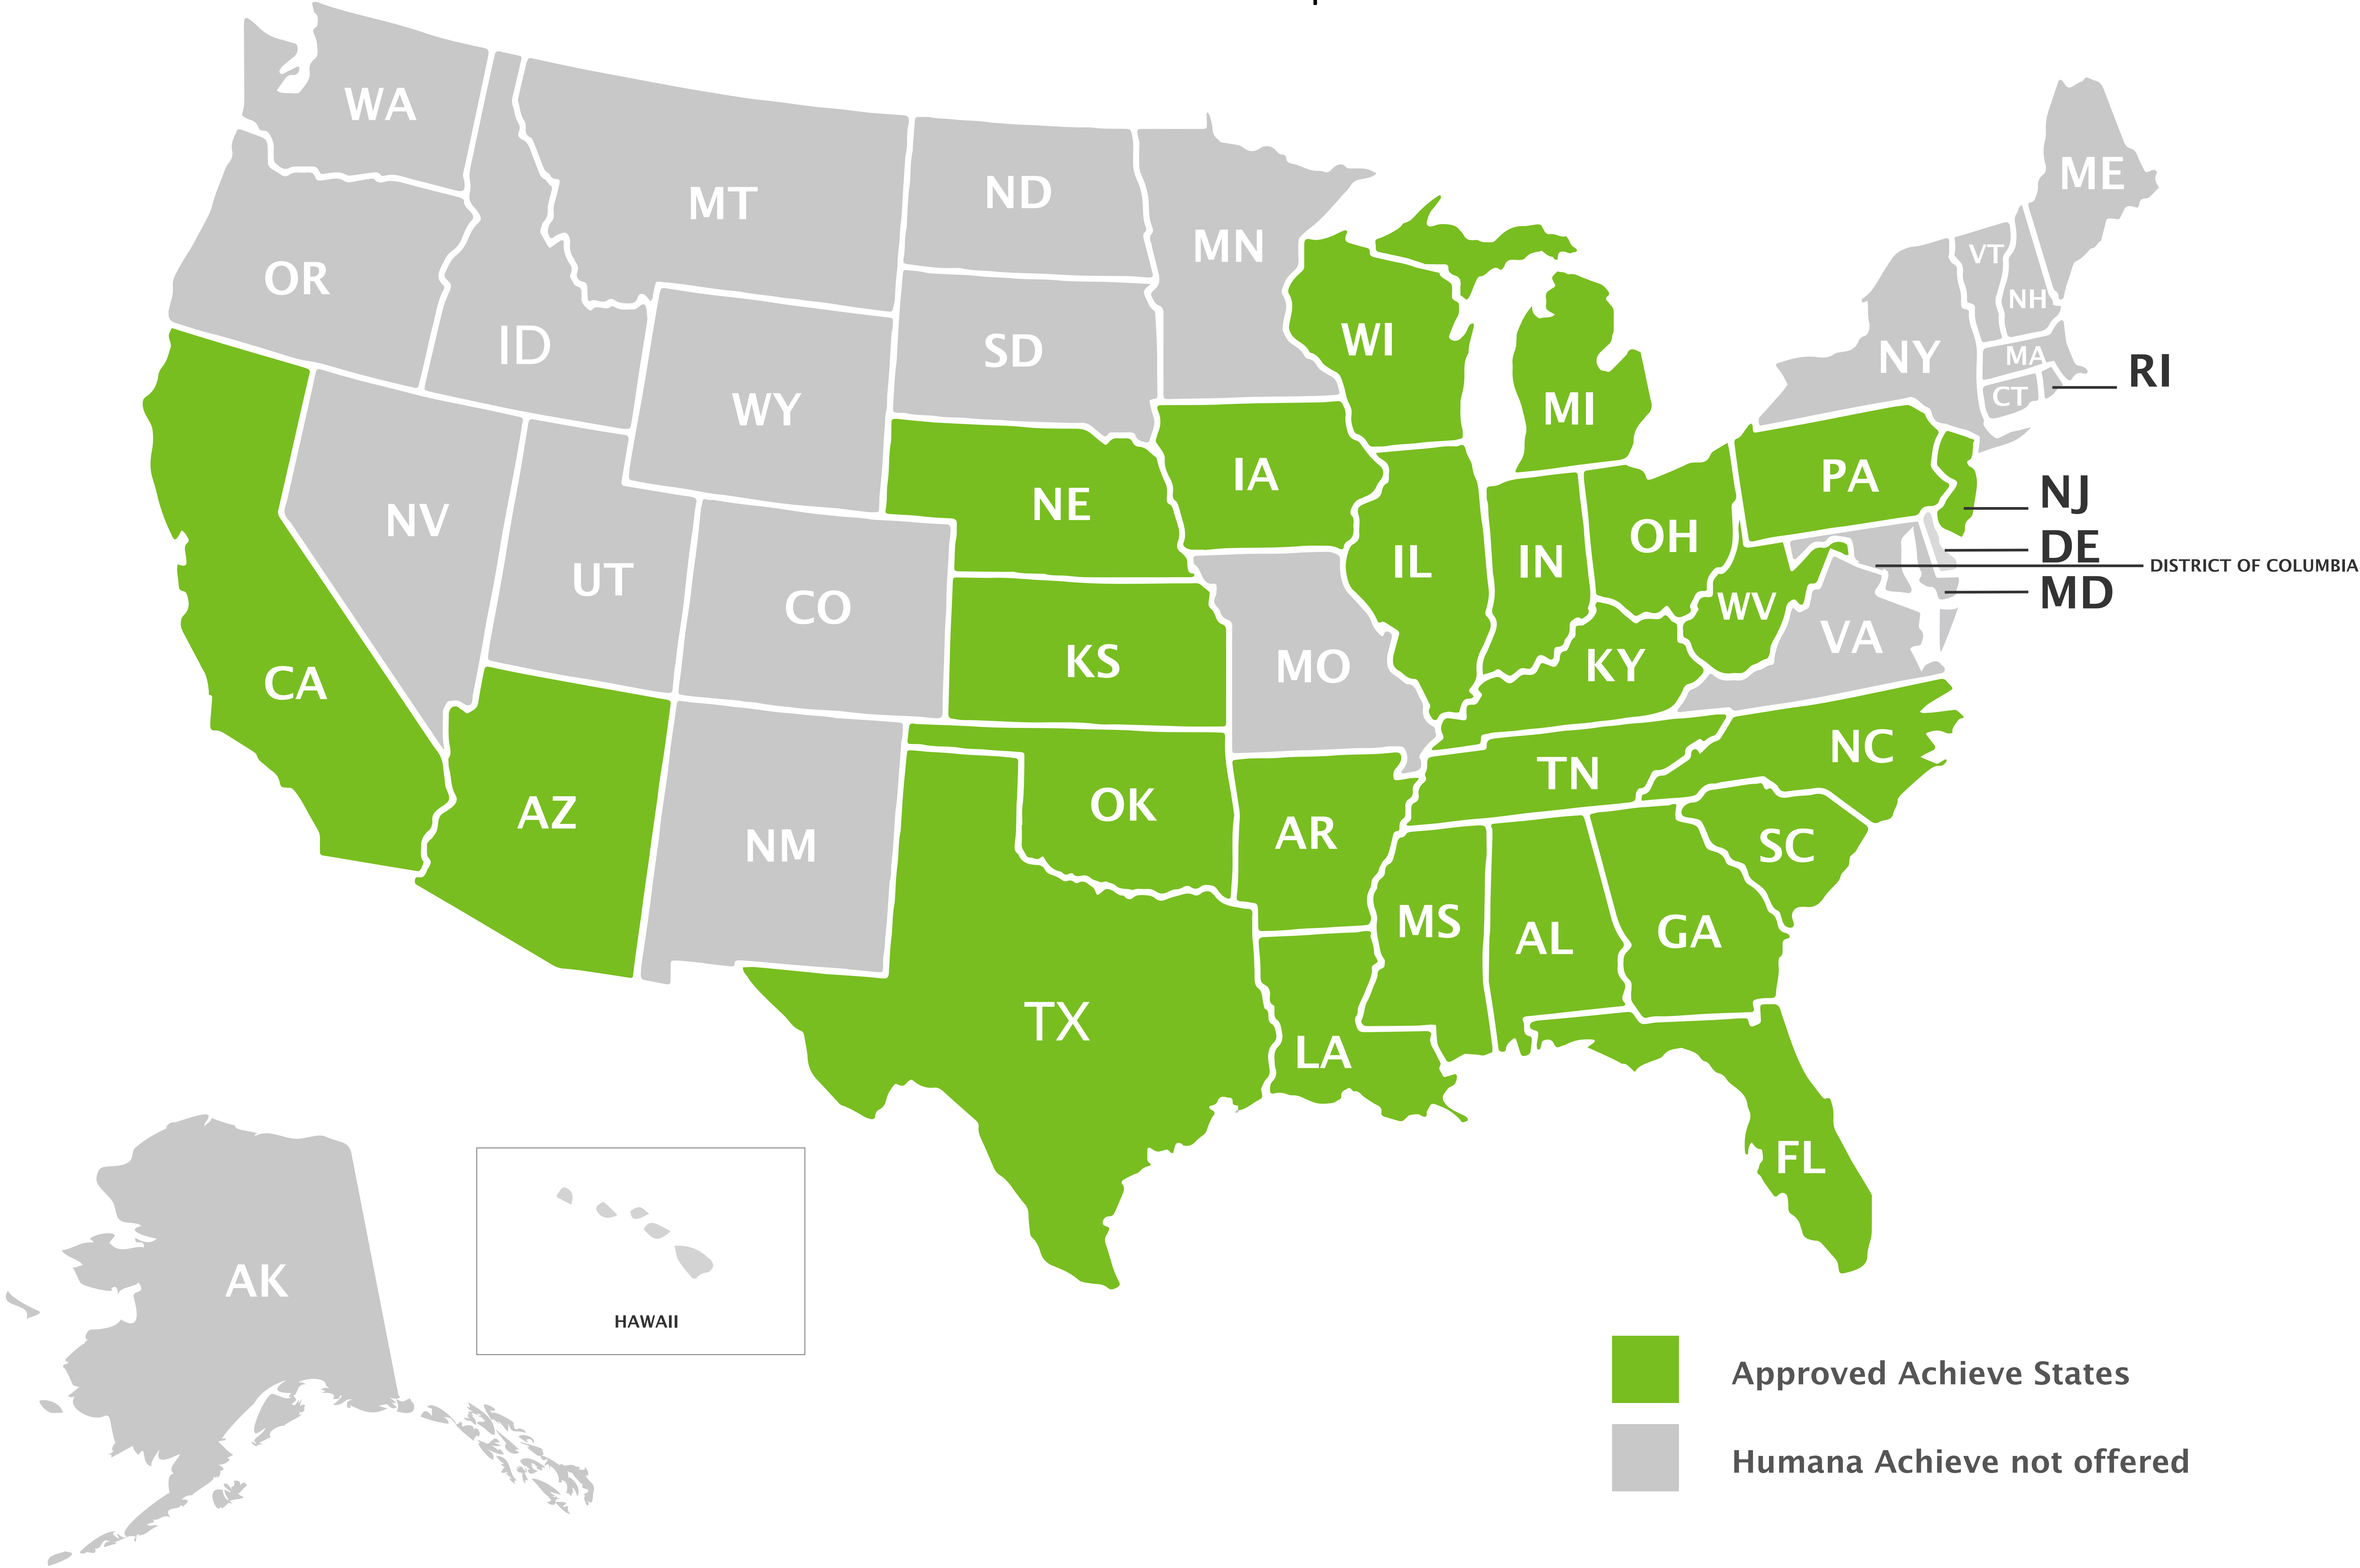 WA
ME
MT
ND
MN
VT
OR
NH
ID
SD
WI
NY
MA
RI
WY
MI
CT
IA
PA
NE
NJ
NV
OH
DE
IL
IN
DISTRICT OF COLUMBIA
UT
MD
CO
WV
VA
KS
MO
KY
CA
NC
TN
AZ
OK
AR
NM
SC
MS
GA
AL
TX
LA
FL
AK
HAWAII
Approved Achieve States
Humana Achieve not offered